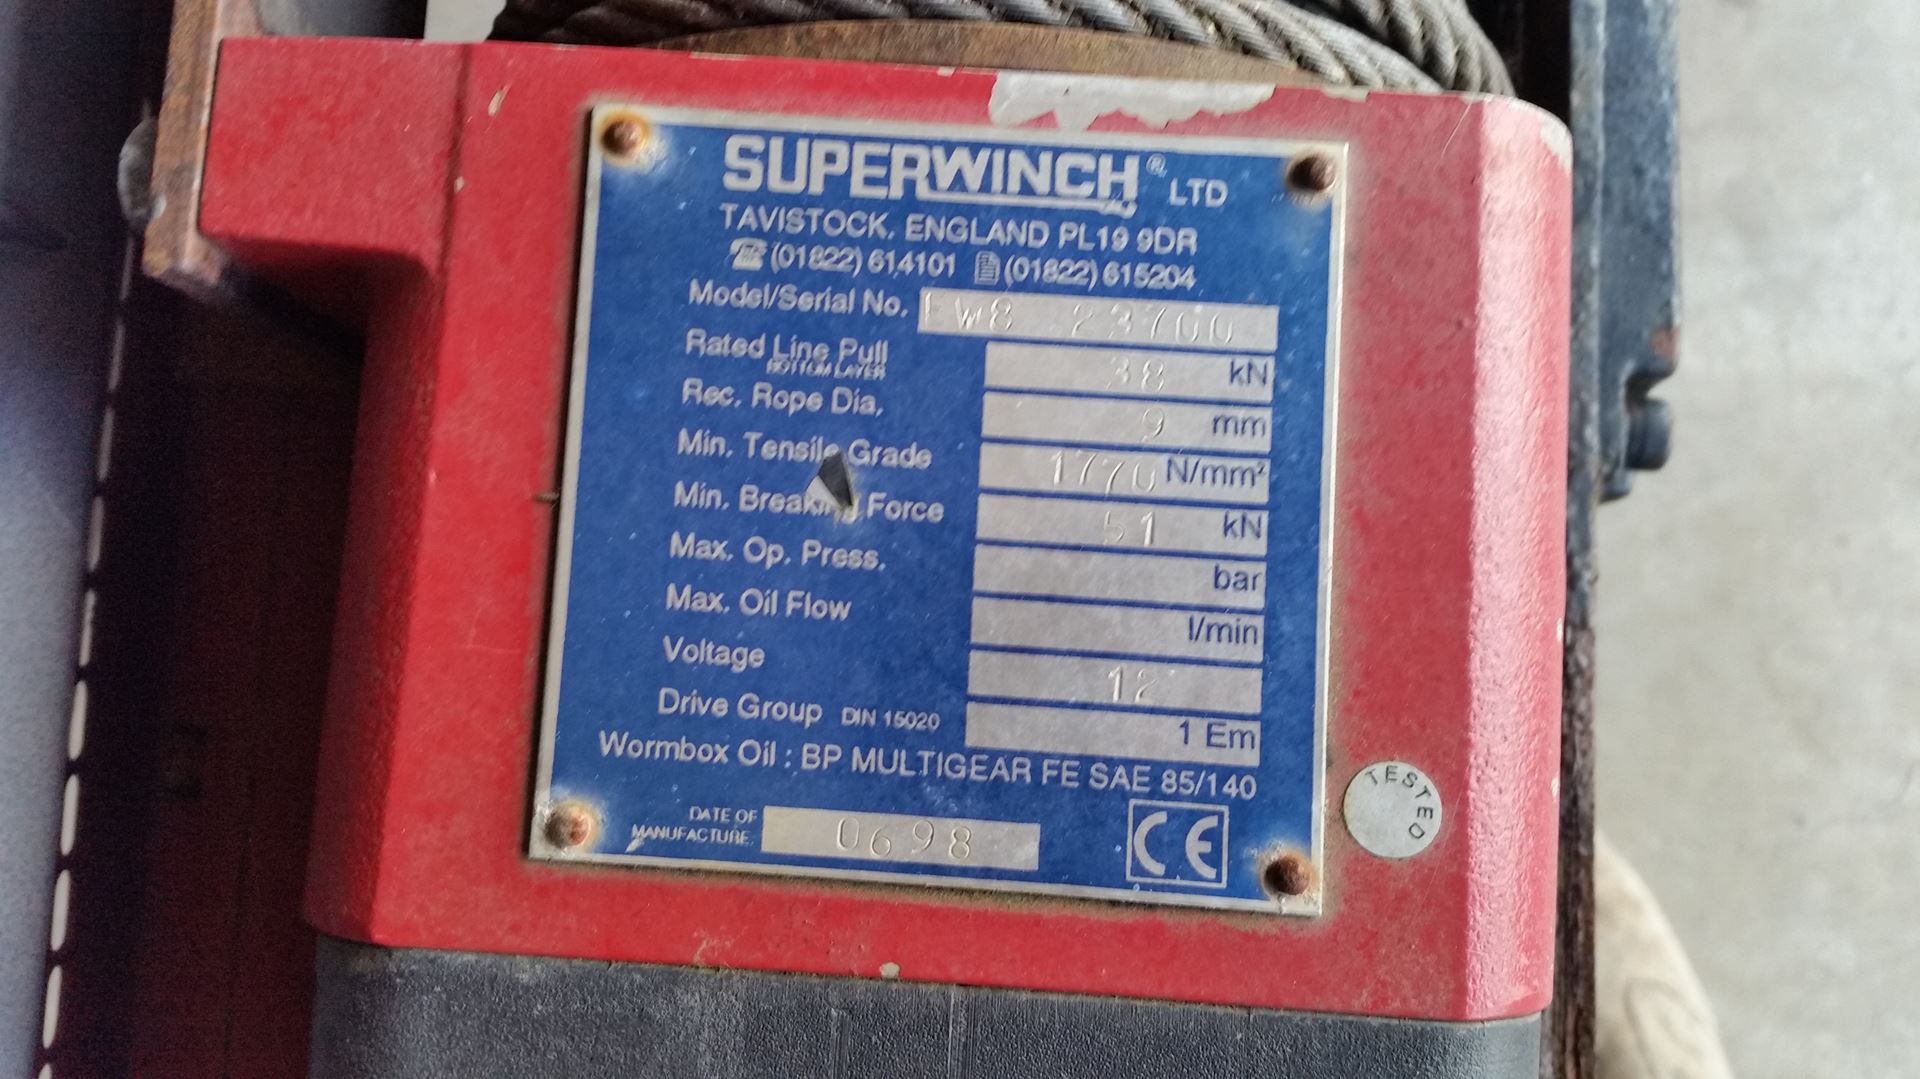 SUPERWINCH® LTD
TAVISTOCK, ENGLAND PL19 9DR
(01822) 614101 (01822) 615204
Model/Serial No. EW8 23700
Rated Line Pull 38 kN
BOTTOM LAYER
Rec. Rope Dia. 9 mm
Min. Tensile Grade 1770 N/mm²
Min. Breaking Force 51 kN
Max. Op. Press. bar
Max. Oil Flow l/min
Voltage 12
Drive Group DIN 15020 1 Em
Wormbox Oil : BP MULTIGEAR FE SAE 85/140
DATE OF
MANUFACTURE. 0698
CE
TESTED